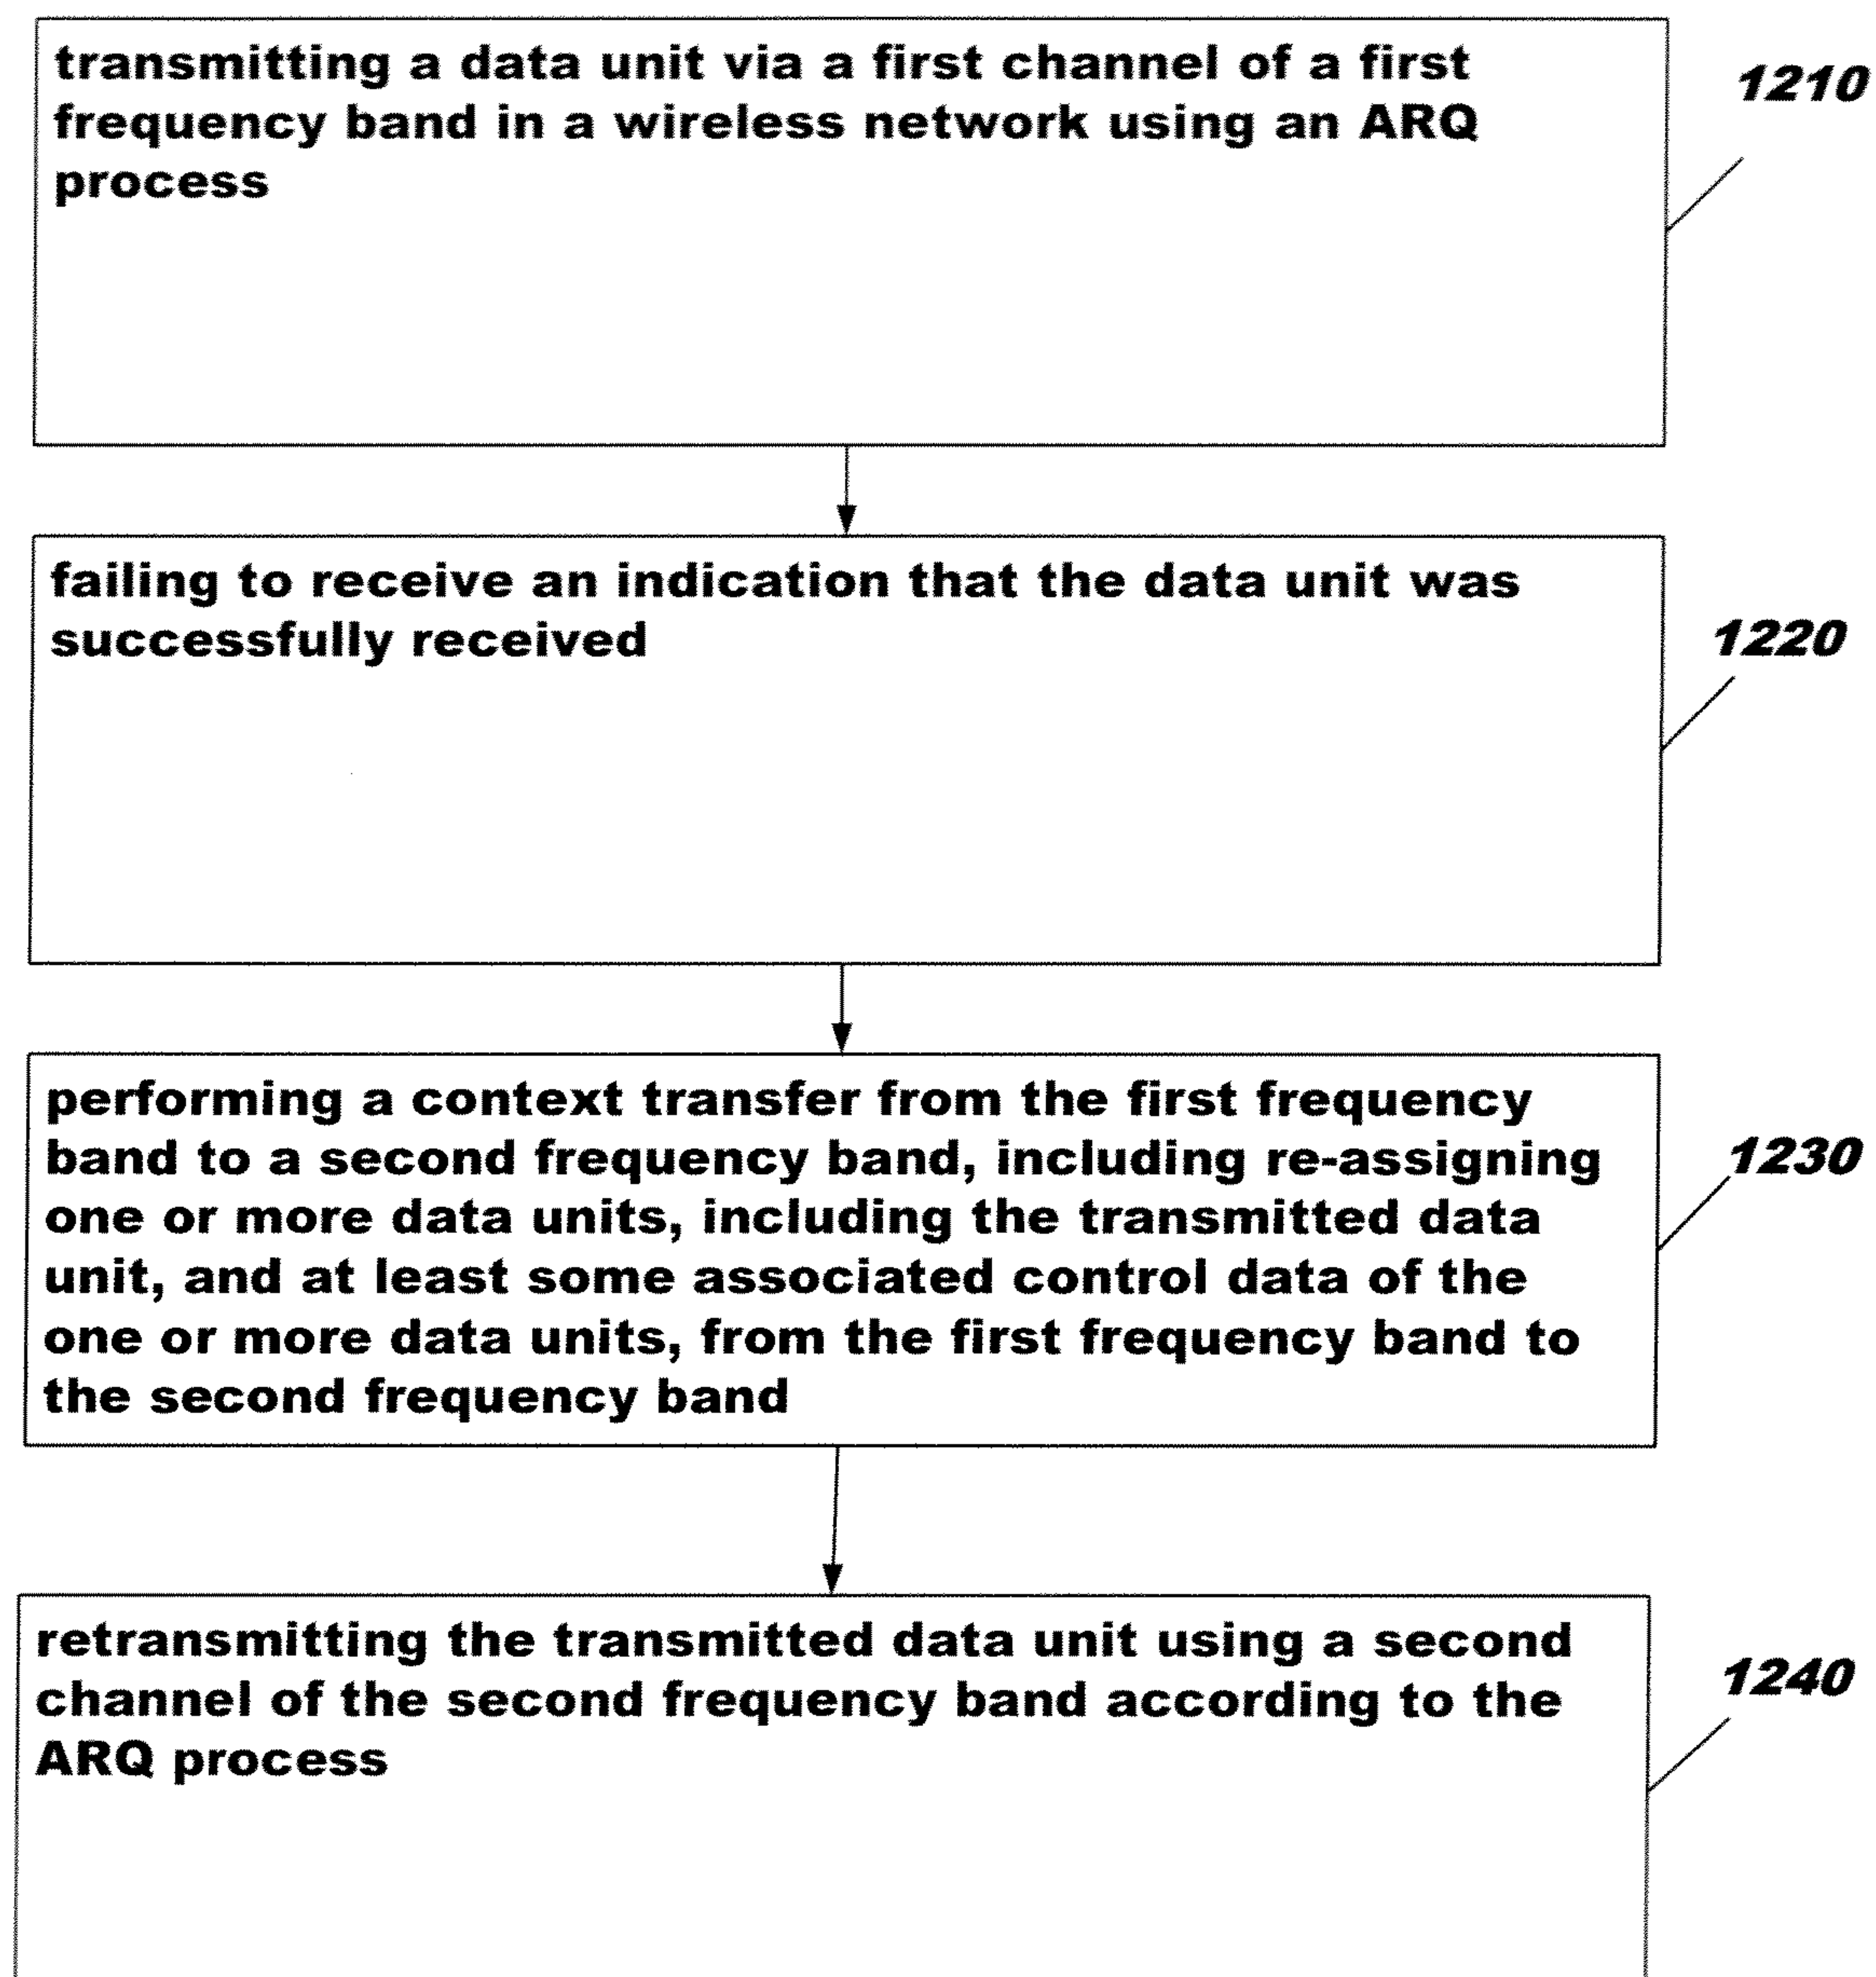 transmitting a data unit via a first channel of a first
frequency band in a wireless network using an ARQ
process
1210
failing to receive an indication that the data unit was
successfully received
1220
performing a context transfer from the first frequency
band to a second frequency band, including re-assigning
one or more data units, including the transmitted data
unit, and at least some associated control data of the
one or more data units, from the first frequency band to
the second frequency band
1230
retransmitting the transmitted data unit using a second
channel of the second frequency band according to the
ARQ process
1240